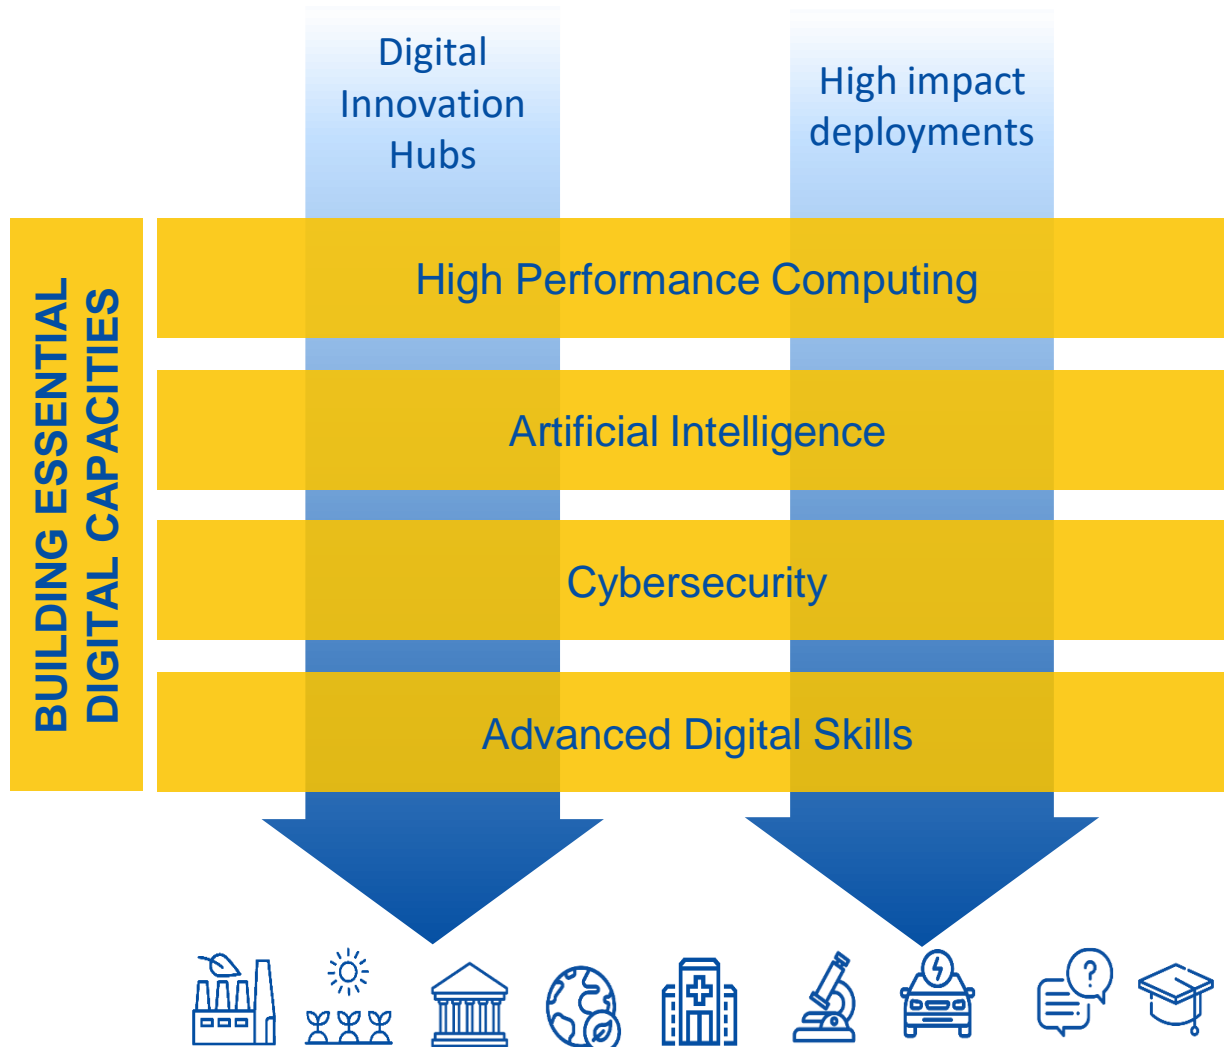 Digital
Innovation
Hubs
High impact
deployments
BUILDING ESSENTIAL
DIGITAL CAPACITIES
High Performance Computing
Artificial Intelligence
Cybersecurity
Advanced Digital Skills
?